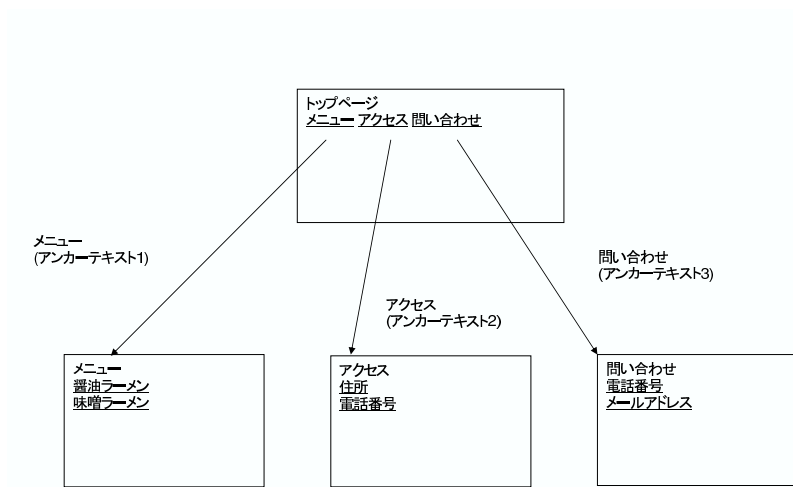 トップページ
メニュー アクセス 問い合わせ
メニュー
(アンカーテキスト1)
問い合わせ
(アンカーテキスト3)
アクセス
(アンカーテキスト2)
メニュー
醤油ラーメン
味噌ラーメン
アクセス
住所
電話番号
問い合わせ
電話番号
メールアドレス